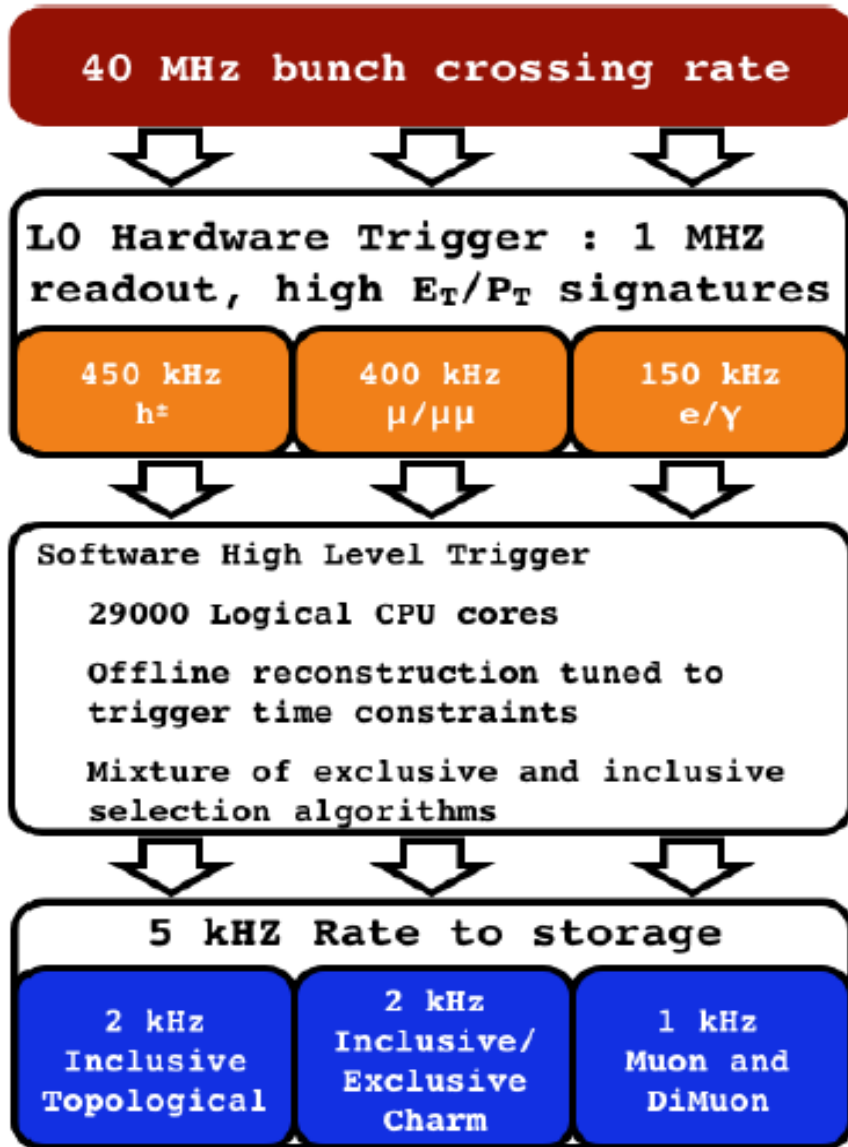 40 MHz bunch crossing rate
L0 Hardware Trigger : 1 MHZ
readout, high E_T/P_T signatures
450 kHz
h±
400 kHz
μ/μμ
150 kHz
e/γ
Software High Level Trigger
29000 Logical CPU cores
Offline reconstruction tuned to
trigger time constraints
Mixture of exclusive and inclusive
selection algorithms
5 kHZ Rate to storage
2 kHz
Inclusive
Topological
2 kHz
Inclusive/
Exclusive
Charm
1 kHz
Muon and
DiMuon